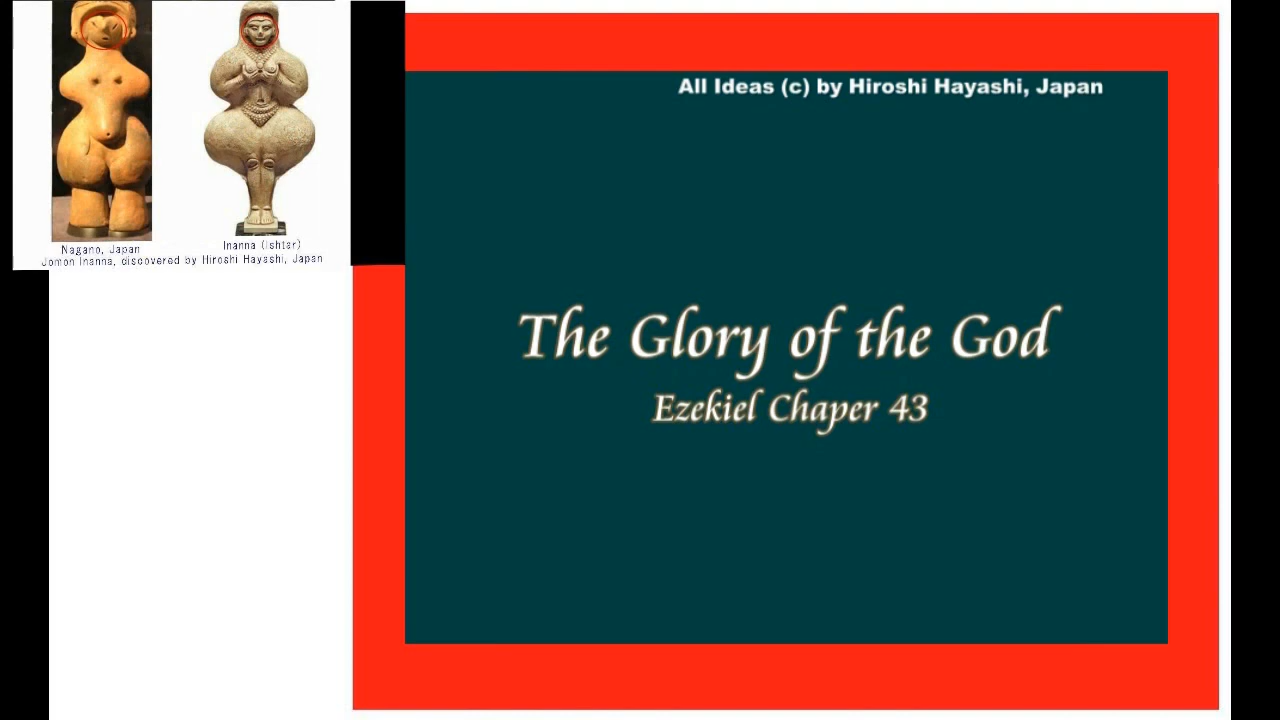 Nagano, Japan
Inanna (Ishtar)
Jomon Inanna, discovered by Hiroshi Hayashi, Japan
All Ideas (c) by Hiroshi Hayashi, Japan
The Glory of the God
Ezekiel Chaper 43